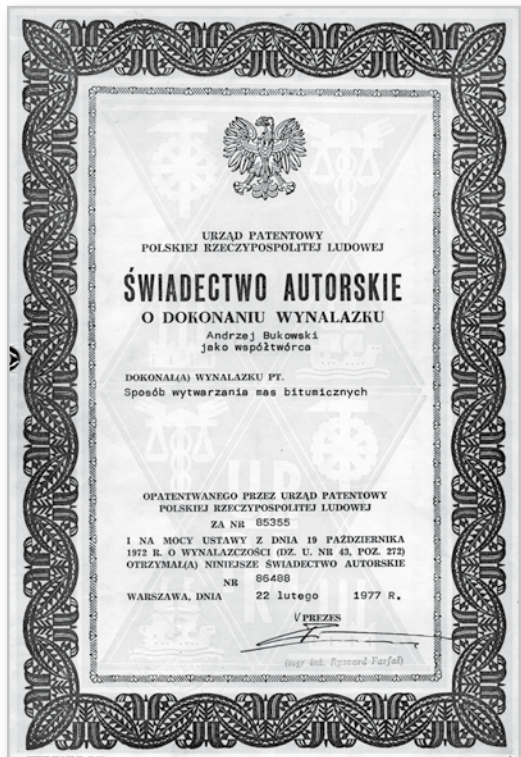 URZĄD PATENTOWY
POLSKIEJ RZECZYPOSPOLITEJ LUDOWEJ
ŚWIADECTWO AUTORSKIE
O DOKONANIU WYNALAZKU
Andrzej Bukowski
jako współtwórca
DOKONAŁ(A) WYNALAZKU PT.
Sposób wytwarzania mas bitumicznych
OPATENTWANEGO PRZEZ URZĄD PATENTOWY
POLSKIEJ RZECZYPOSPOLITEJ LUDOWEJ
ZA NR 85355
I NA MOCY USTAWY Z DNIA 19 PAŹDZIERNIKA
1972 R. O WYNALAZCZOŚCI (DZ. U. NR 43, POZ. 272)
OTRZYMAŁ(A) NINIEJSZE ŚWIADECTWO AUTORSKIE
NR 86488
WARSZAWA, DNIA 22 lutego 1977 R.
V PREZES
(mgr inż. Ryszard Farfał)